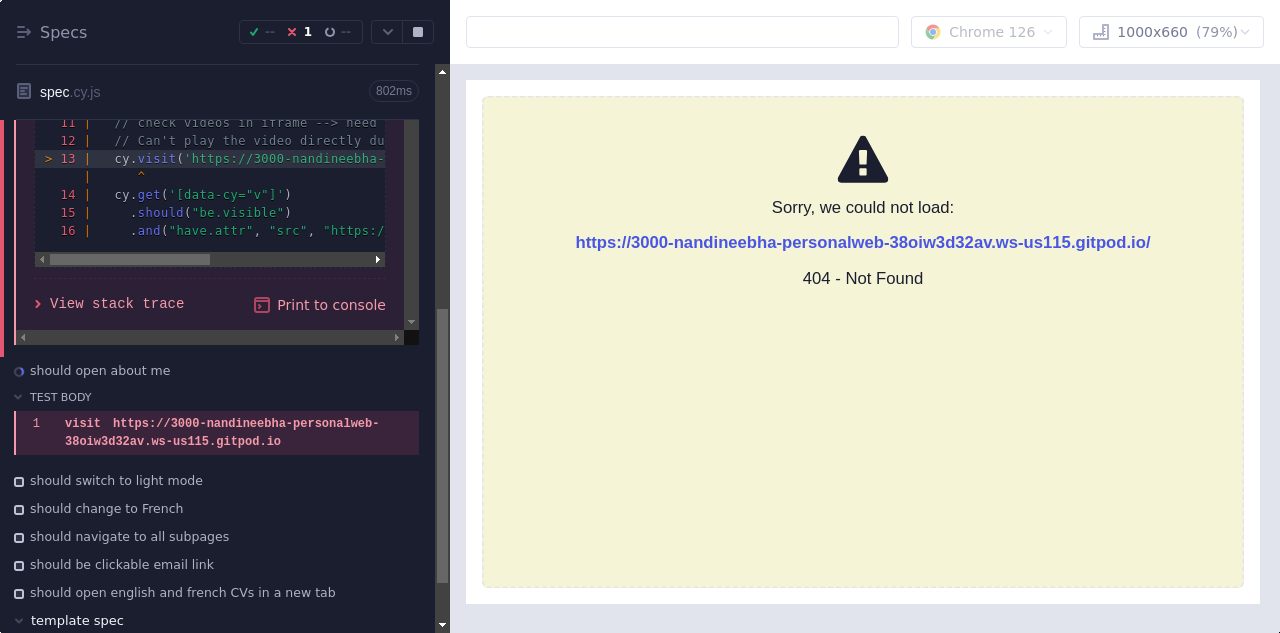 Specs
-- 1 --
Chrome 126
1000x660 (79%)
spec.cy.js
802ms
11 | // check videos in iframe --> need
12 | // Can't play the video directly du
> 13 | cy.visit('https://3000-nandineebha-
| ^
14 | cy.get('[data-cy="v"]')
15 | .should("be.visible")
16 | .and("have.attr", "src", "https:/
View stack trace
Print to console
should open about me
TEST BODY
1 visit https://3000-nandineebha-personalweb-
38oiw3d32av.ws-us115.gitpod.io
should switch to light mode
should change to French
should navigate to all subpages
should be clickable email link
should open english and french CVs in a new tab
template spec
Sorry, we could not load:
https://3000-nandineebha-personalweb-38oiw3d32av.ws-us115.gitpod.io/
404 - Not Found